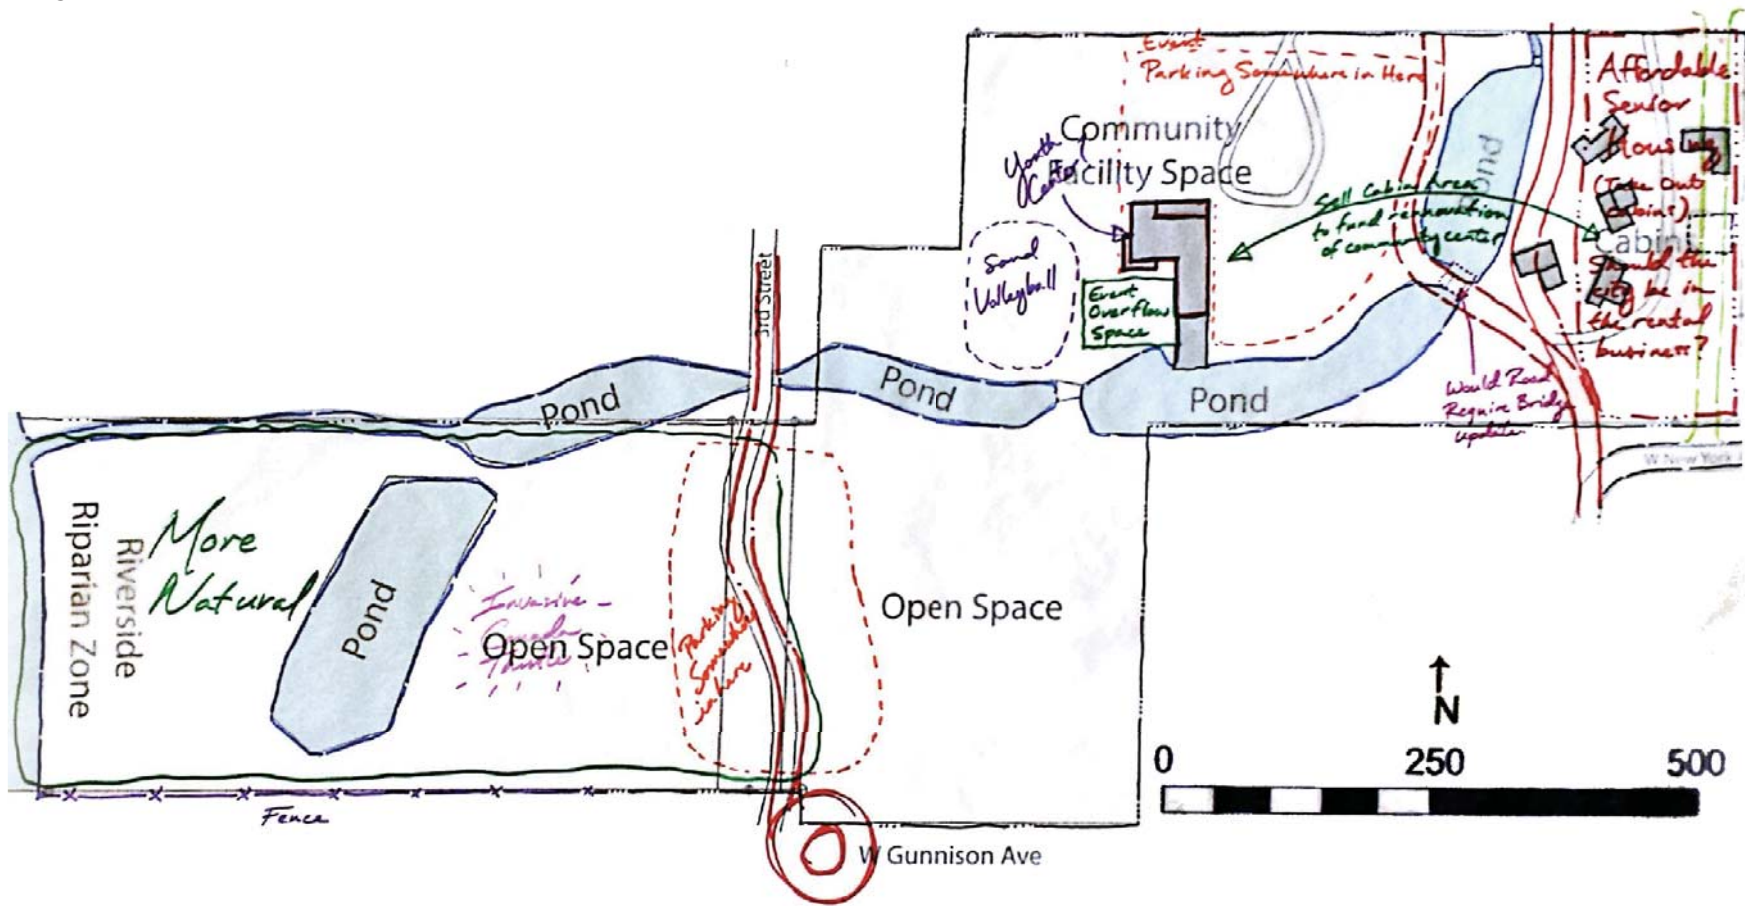 Event
Parking Somewhere in Here
Community
Facility Space
Youth
Center
Sand
Volleyball
Event
Overflow
Space
Sell Cabin Area
to fund rennovation
of community center
Pond
Affordable
Senior
Housing
(Take out
cabins)
Cabins
Should the
city be in
the rental
business?
Would Road
Require Bridge
update
W New York
3rd Street
Pond
Pond
Pond
Riverside
Riparian Zone
More
Natural
Pond
Invasive
Canada
Thistle
Open Space
Parking
Somewhere
in here
Open Space
N
0 250 500
Fence
W Gunnison Ave